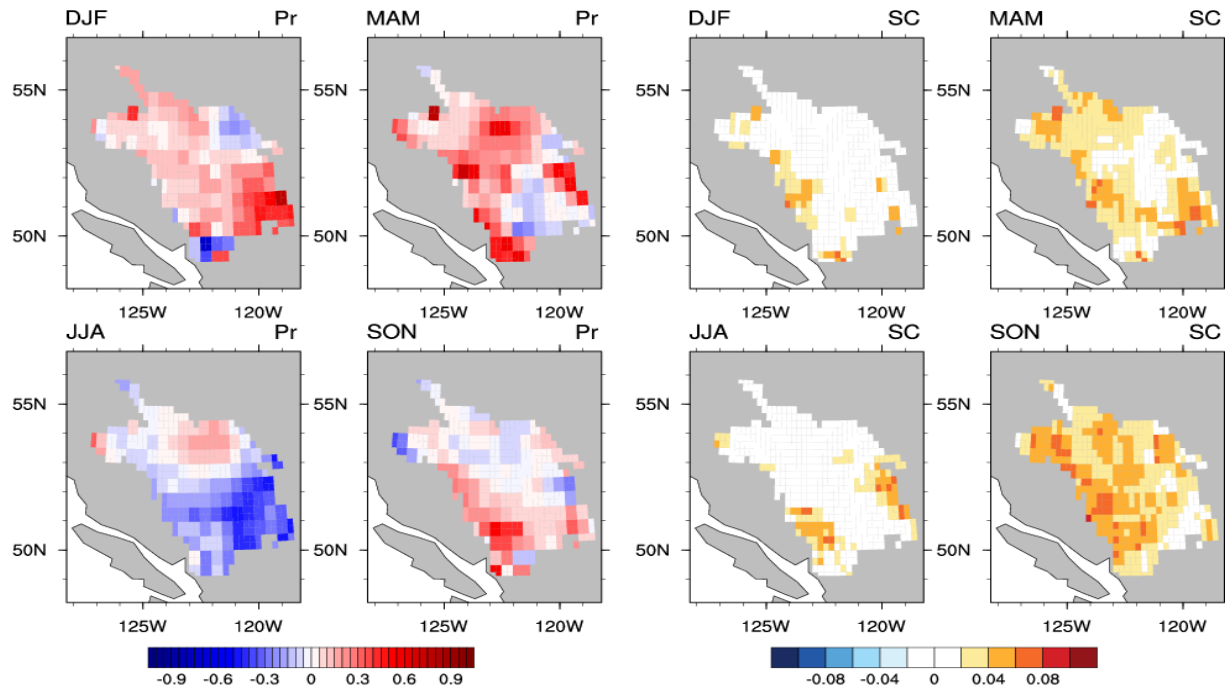 DJF Pr MAM Pr DJF SC MAM SC
55N 55N 55N 55N
50N 50N 50N 50N
125W 120W 125W 120W 125W 120W 125W 120W
JJA Pr SON Pr JJA SC SON SC
55N 55N 55N 55N
50N 50N 50N 50N
125W 120W 125W 120W 125W 120W 125W 120W
-0.9 -0.6 -0.3 0 0.3 0.6 0.9 -0.08 -0.04 0 0.04 0.08